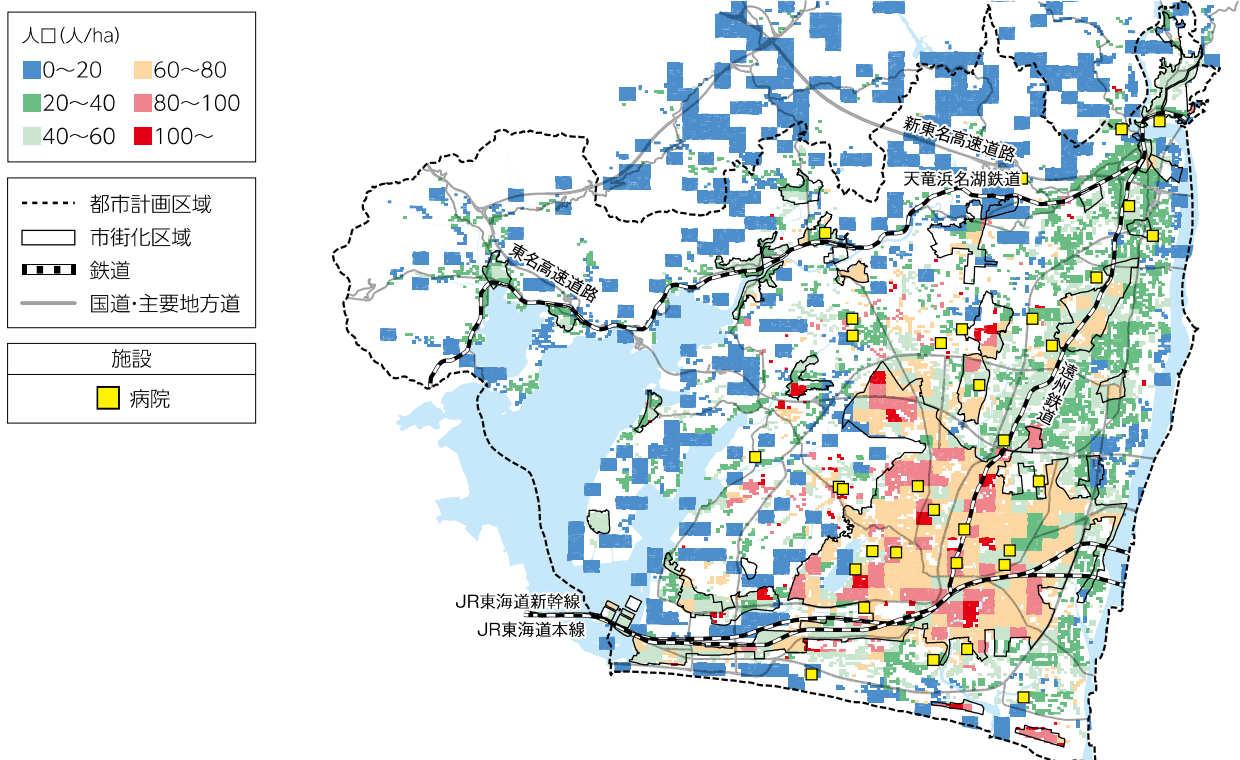 人口(人/ha)
0～20
60～80
20～40
80～100
40～60
100～
都市計画区域
市街化区域
鉄道
国道・主要地方道
施設
病院
新東名高速道路
天竜浜名湖鉄道
東名高速道路
遠州鉄道
JR東海道新幹線
JR東海道本線